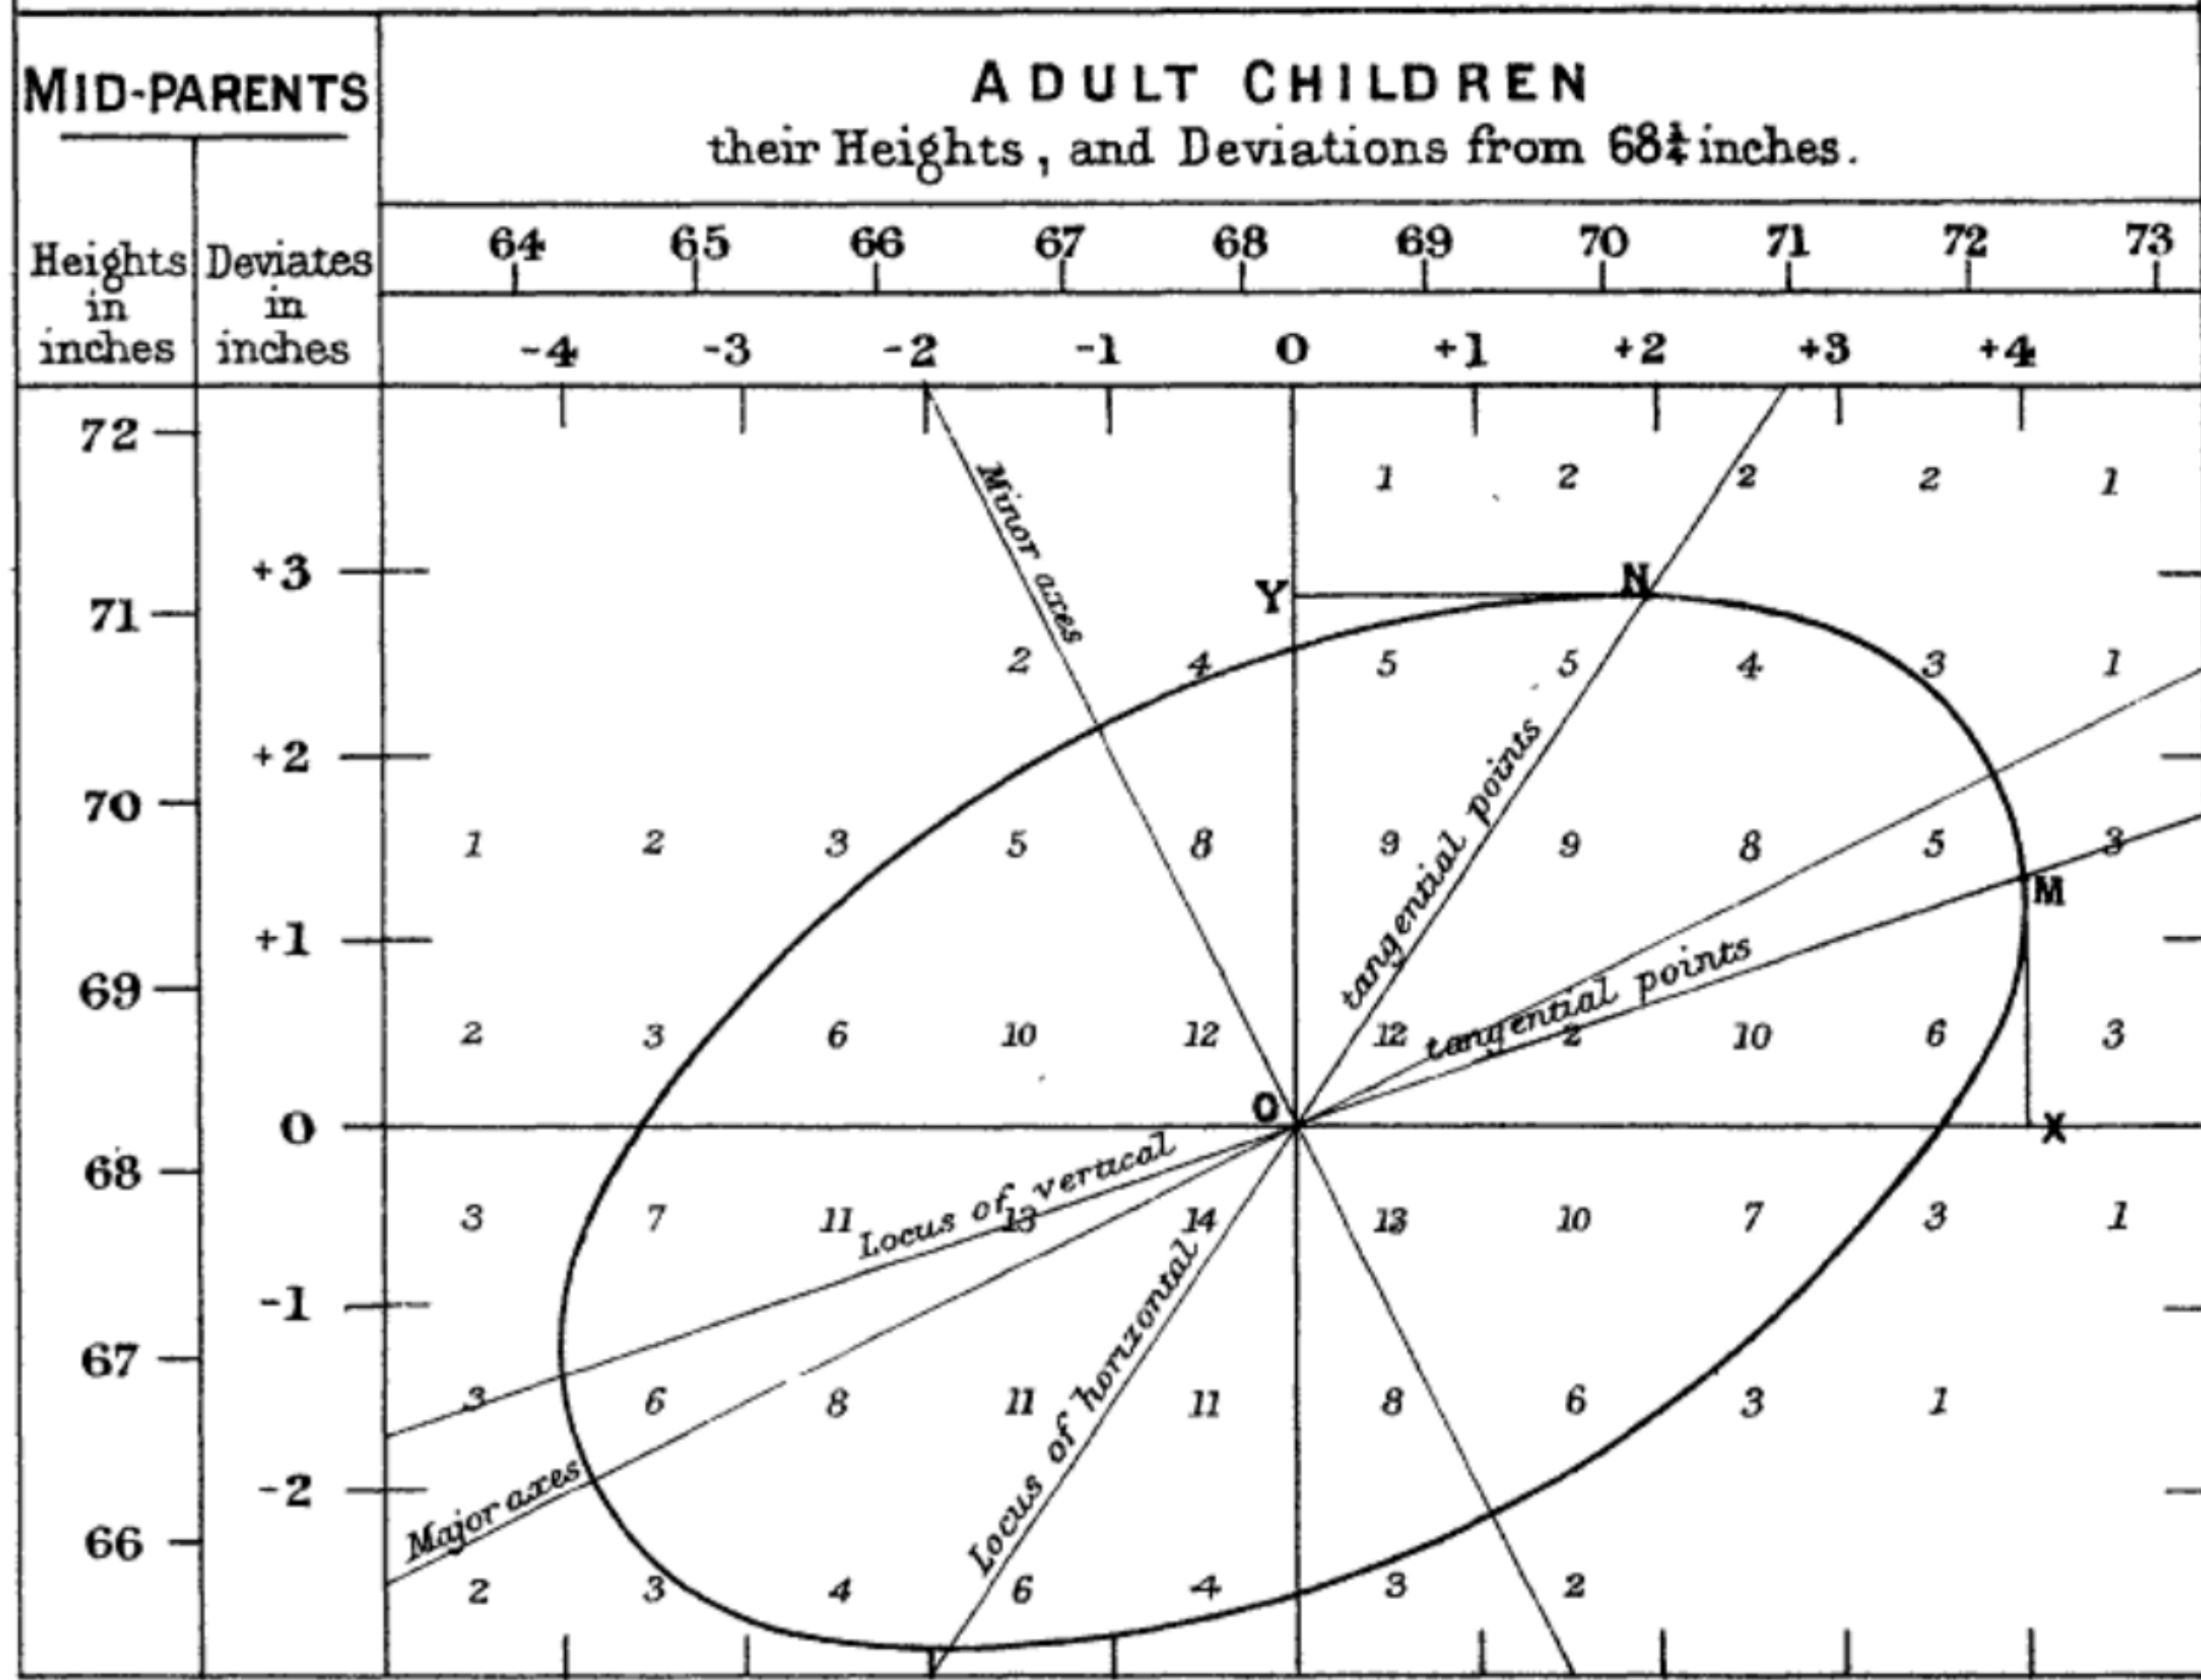 MID-PARENTS
ADULT CHILDREN
their Heights, and Deviations from 68¼ inches.
Heights in inches
Deviates in inches
64 65 66 67 68 69 70 71 72 73
-4 -3 -2 -1 0 +1 +2 +3 +4
72
1 2 2 2 1
Minor axes
+3
Y N
71
2 4 5 5 4 3 1
+2
tangential points
70
1 2 3 5 8 9 9 8 5 3
M
+1
tangential points
69
2 3 6 10 12 12 2 10 6 3
O
0
X
68
Locus of vertical
3 7 11 13 14 13 10 7 3 1
-1
Locus of horizontal
67
3 6 8 11 11 8 6 3 1
-2
Major axes
66
2 3 4 6 4 3 2